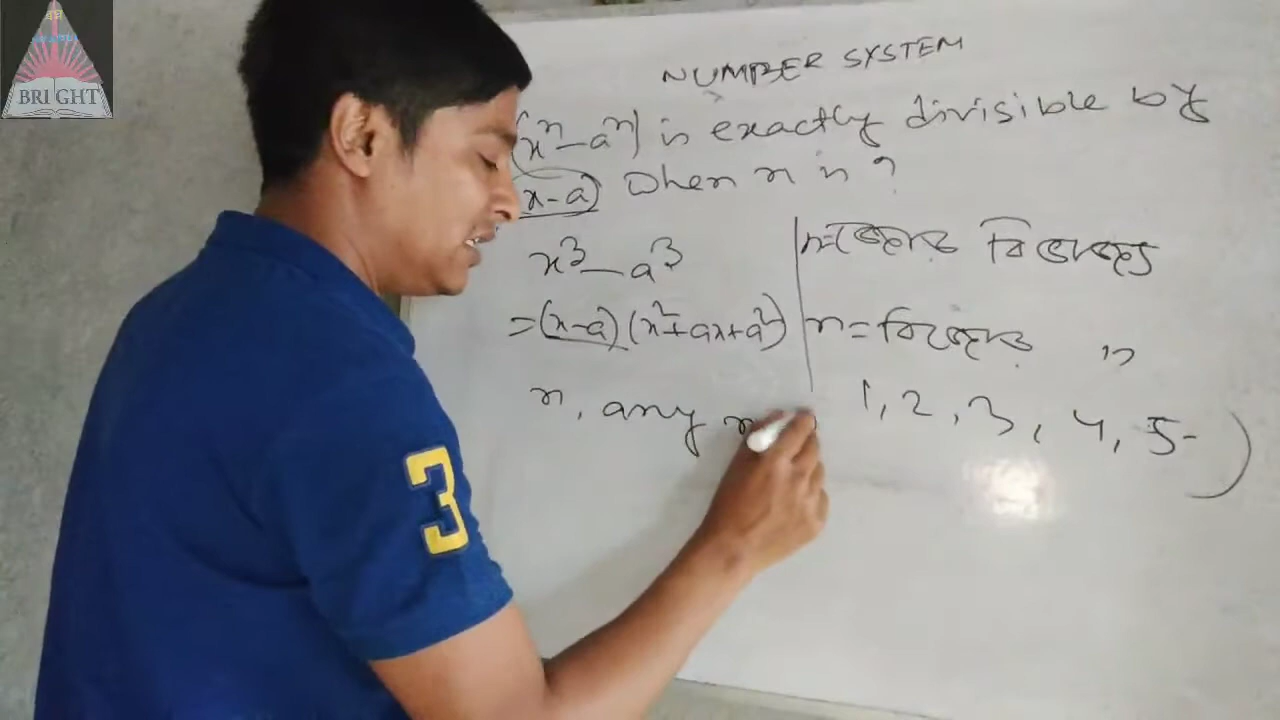 BRIGHT
NUMBER SYSTEM
(xⁿ-aⁿ) is exactly divisible by
(x-a) when n is ?
x³-a³
=(x-a)(x²+ax+a²)
n, any
n=জোড়
n=বিজোড় "
1, 2, 3, 4, 5-)
3